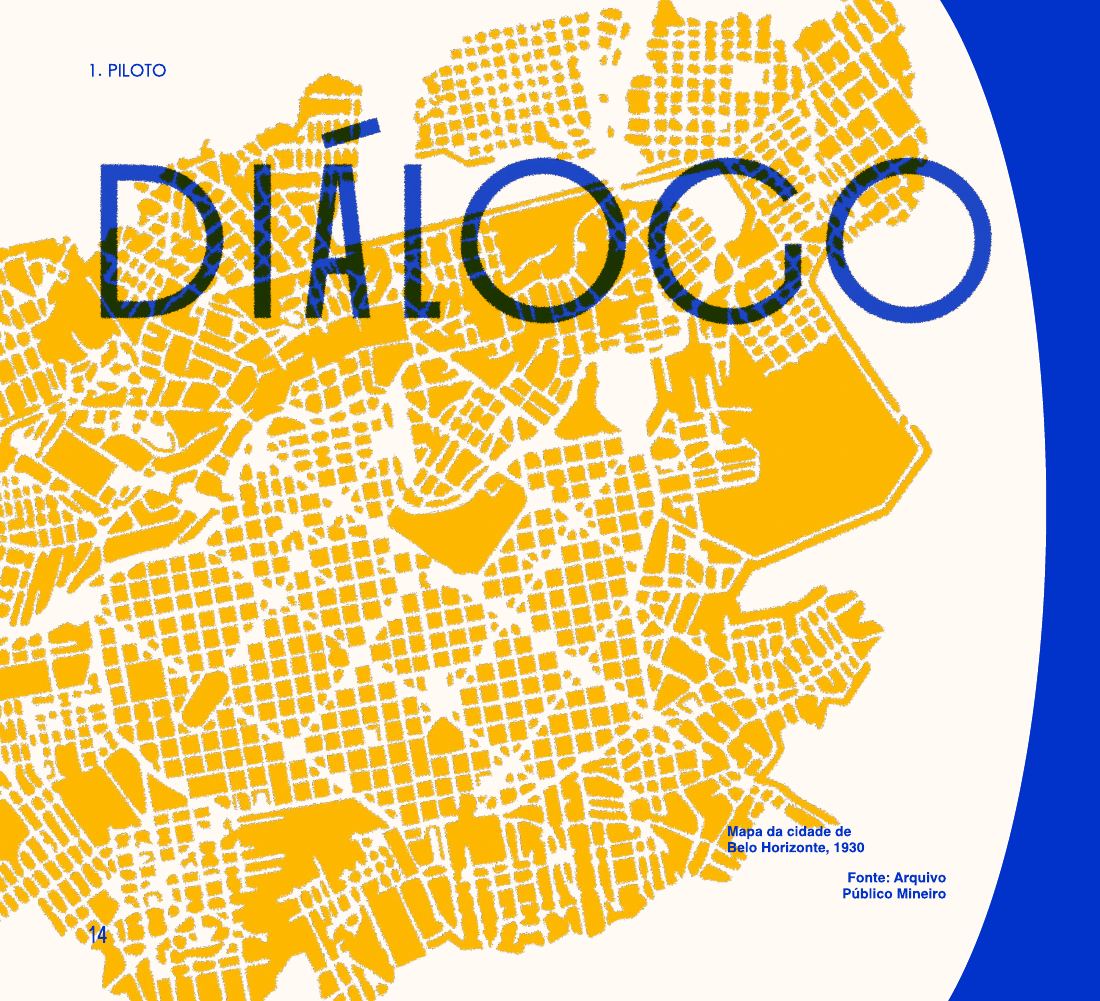 1. PILOTO
DIÁLOGO
Mapa da cidade de
Belo Horizonte, 1930
Fonte: Arquivo
Público Mineiro
14